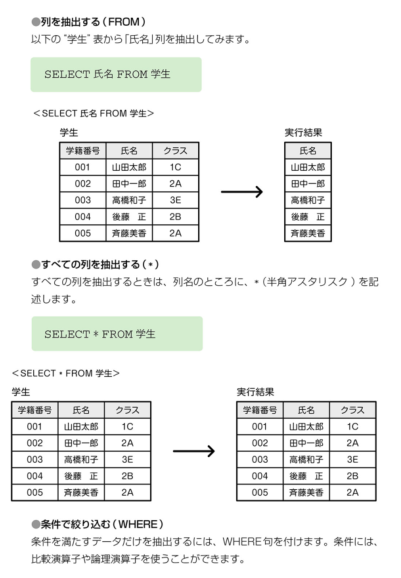 ●列を抽出する(FROM)
以下の“学生”表から「氏名」列を抽出してみます。
SELECT 氏名 FROM 学生
＜SELECT 氏名 FROM 学生＞
学生 実行結果
学籍番号 氏名 クラス 氏名
001 山田太郎 1C 山田太郎
002 田中一郎 2A 田中一郎
003 高橋和子 3E 高橋和子
004 後藤　正 2B 後藤　正
005 斉藤美香 2A 斉藤美香
●すべての列を抽出する(*)
すべての列を抽出するときは、列名のところに、*(半角アスタリスク)を記
述します。
SELECT * FROM 学生
＜SELECT * FROM 学生＞
学生 実行結果
学籍番号 氏名 クラス 学籍番号 氏名 クラス
001 山田太郎 1C 001 山田太郎 1C
002 田中一郎 2A 002 田中一郎 2A
003 高橋和子 3E 003 高橋和子 3E
004 後藤　正 2B 004 後藤　正 2B
005 斉藤美香 2A 005 斉藤美香 2A
●条件で絞り込む(WHERE)
条件を満たすデータだけを抽出するには、WHERE句を付けます。条件には、
比較演算子や論理演算子を使うことができます。